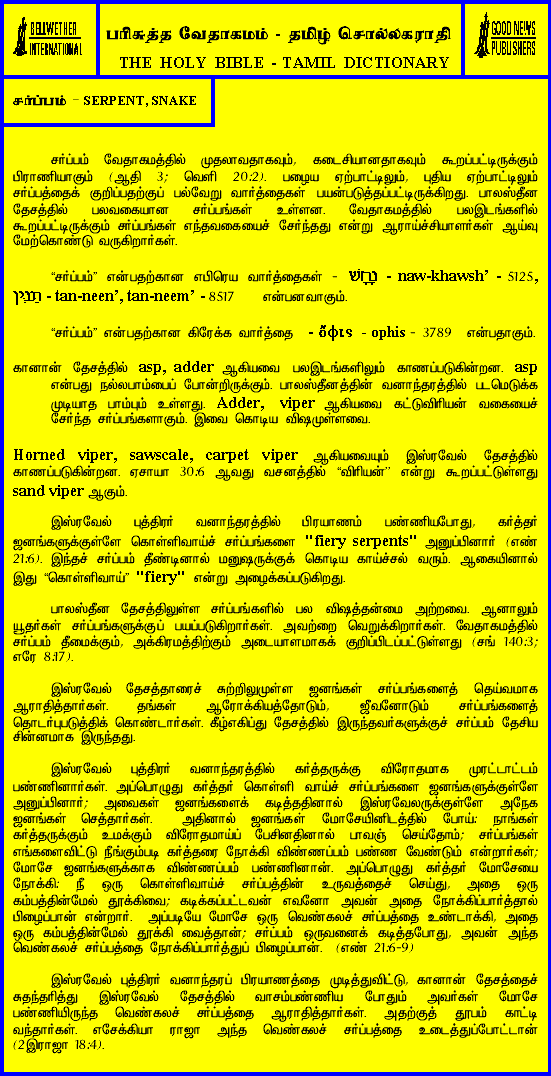 BELLWETHER
INTERNATIONAL
பரிசுத்த வேதாகமம் - தமிழ் சொல்லகராதி
THE HOLY BIBLE - TAMIL DICTIONARY
GOOD NEWS
PUBLISHERS
சர்ப்பம் – SERPENT, SNAKE
சர்ப்பம் வேதாகமத்தில் முதலாவதாகவும், கடைசியானதாகவும் கூறப்பட்டிருக்கும்
பிராணியாகும் (ஆதி 3; வெளி 20:2). பழைய ஏற்பாட்டிலும், புதிய ஏற்பாட்டிலும்
சர்ப்பத்தைக் குறிப்பதற்குப் பல்வேறு வார்த்தைகள் பயன்படுத்தப்பட்டிருக்கிறது. பாலஸ்தீன
தேசத்தில் பலவகையான சர்ப்பங்கள் உள்ளன. வேதாகமத்தில் பலஇடங்களில்
கூறப்பட்டிருக்கும் சர்ப்பங்கள் எந்தவகையைச் சேர்ந்தது என்று ஆராய்ச்சியாளர்கள் ஆய்வு
மேற்கொண்டு வருகிறார்கள்.
“சர்ப்பம்” என்பதற்கான எபிரெய வார்த்தைகள் - נָחָשׁ - naw-khawsh’ - 5125,
תַּנִּין - tan-neen’, tan-neem’ - 8517 என்பனவாகும்.
“சர்ப்பம்” என்பதற்கான கிரேக்க வார்த்தை - ὄφις - ophis - 3789 என்பதாகும்.
கானான் தேசத்தில் asp, adder ஆகியவை பலஇடங்களிலும் காணப்படுகின்றன. asp
என்பது நல்லபாம்பைப் போன்றிருக்கும். பாலஸ்தீனத்தின் வனாந்தரத்தில் படமெடுக்க
முடியாத பாம்பும் உள்ளது. Adder, viper ஆகியவை கட்டுவிரியன் வகையைச்
சேர்ந்த சர்ப்பங்களாகும். இவை கொடிய விஷமுள்ளவை.
Horned viper, sawscale, carpet viper ஆகியவையும் இஸ்ரவேல் தேசத்தில்
காணப்படுகின்றன. ஏசாயா 30:6 ஆவது வசனத்தில் “விரியன்” என்று கூறப்பட்டுள்ளது
sand viper ஆகும்.
இஸ்ரவேல் புத்திரர் வனாந்தரத்தில் பிரயாணம் பண்ணியபோது, கர்த்தர்
ஜனங்களுக்குள்ளே கொள்ளிவாய்ச் சர்ப்பங்களை "fiery serpents" அனுப்பினார் (எண்
21:6). இந்தச் சர்ப்பம் தீண்டினால் மனுஷருக்குக் கொடிய காய்ச்சல் வரும். ஆகையினால்
இது “கொள்ளிவாய்” "fiery" என்று அழைக்கப்படுகிறது.
பாலஸ்தீன தேசத்திலுள்ள சர்ப்பங்களில் பல விஷத்தன்மை அற்றவை. ஆனாலும்
யூதர்கள் சர்ப்பங்களுக்குப் பயப்படுகிறார்கள். அவற்றை வெறுக்கிறார்கள். வேதாகமத்தில்
சர்ப்பம் தீமைக்கும், அக்கிரமத்திற்கும் அடையாளமாகக் குறிப்பிடப்பட்டுள்ளது (சங் 140:3;
எரே 8:17).
இஸ்ரவேல் தேசத்தாரைச் சுற்றிலுமுள்ள ஜனங்கள் சர்ப்பங்களைத் தெய்வமாக
ஆராதித்தார்கள். தங்கள் ஆரோக்கியத்தோடும், ஜீவனோடும் சர்ப்பங்களைத்
தொடர்புபடுத்திக் கொண்டார்கள். கீழ்எகிப்து தேசத்தில் இருந்தவர்களுக்குச் சர்ப்பம் தேசிய
சின்னமாக இருந்தது.
இஸ்ரவேல் புத்திரர் வனாந்தரத்தில் கர்த்தருக்கு விரோதமாக முரட்டாட்டம்
பண்ணினார்கள். அப்பொழுது கர்த்தர் கொள்ளி வாய்ச் சர்ப்பங்களை ஜனங்களுக்குள்ளே
அனுப்பினார்; அவைகள் ஜனங்களைக் கடித்ததினால் இஸ்ரவேலருக்குள்ளே அநேக
ஜனங்கள் செத்தார்கள். அதினால் ஜனங்கள் மோசேயினிடத்தில் போய்: நாங்கள்
கர்த்தருக்கும் உமக்கும் விரோதமாய்ப் பேசினதினால் பாவஞ் செய்தோம்; சர்ப்பங்கள்
எங்களைவிட்டு நீங்கும்படி கர்த்தரை நோக்கி விண்ணப்பம் பண்ண வேண்டும் என்றார்கள்;
மோசே ஜனங்களுக்காக விண்ணப்பம் பண்ணினான். அப்பொழுது கர்த்தர் மோசேயை
நோக்கி: நீ ஒரு கொள்ளிவாய்ச் சர்ப்பத்தின் உருவத்தைச் செய்து, அதை ஒரு
கம்பத்தின்மேல் தூக்கிவை; கடிக்கப்பட்டவன் எவனோ அவன் அதை நோக்கிப்பார்த்தால்
பிழைப்பான் என்றார். அப்படியே மோசே ஒரு வெண்கலச் சர்ப்பத்தை உண்டாக்கி, அதை
ஒரு கம்பத்தின்மேல் தூக்கி வைத்தான்; சர்ப்பம் ஒருவனைக் கடித்தபோது, அவன் அந்த
வெண்கலச் சர்ப்பத்தை நோக்கிப்பார்த்துப் பிழைப்பான். (எண் 21:6-9)
இஸ்ரவேல் புத்திரர் வனாந்தரப் பிரயாணத்தை முடித்துவிட்டு, கானான் தேசத்தைச்
சுதந்தரித்து இஸ்ரவேல் தேசத்தில் வாசம்பண்ணிய போதும் அவர்கள் மோசே
பண்ணியிருந்த வெண்கலச் சர்ப்பத்தை ஆராதித்தார்கள். அதற்குத் தூபம் காட்டி
வந்தார்கள். எசேக்கியா ராஜா அந்த வெண்கலச் சர்ப்பத்தை உடைத்துப்போட்டான்
(2இராஜா 18:4).